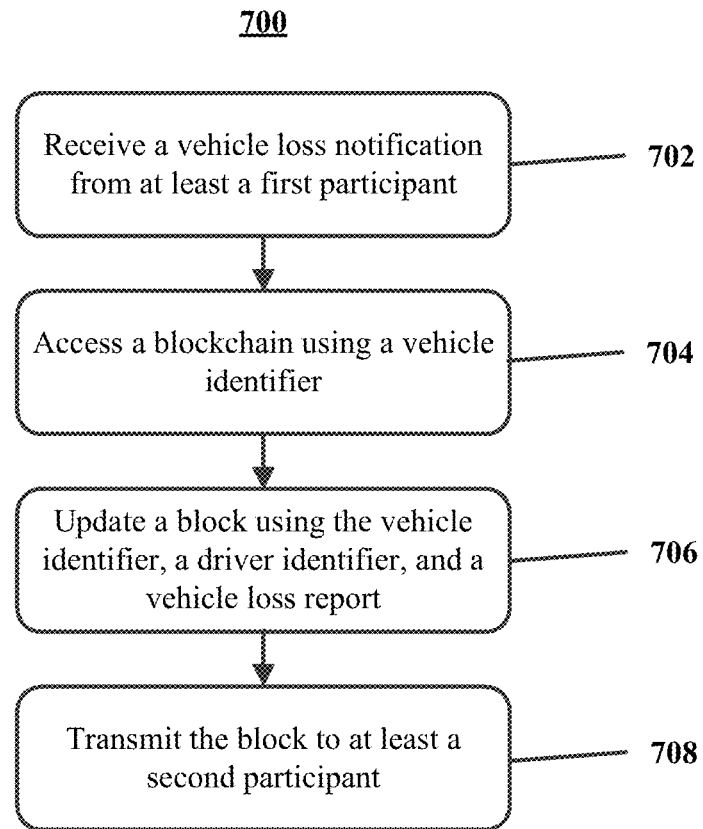 700
Receive a vehicle loss notification
from at least a first participant
702
Access a blockchain using a vehicle
identifier
704
Update a block using the vehicle
identifier, a driver identifier, and a
vehicle loss report
706
Transmit the block to at least a
second participant
708